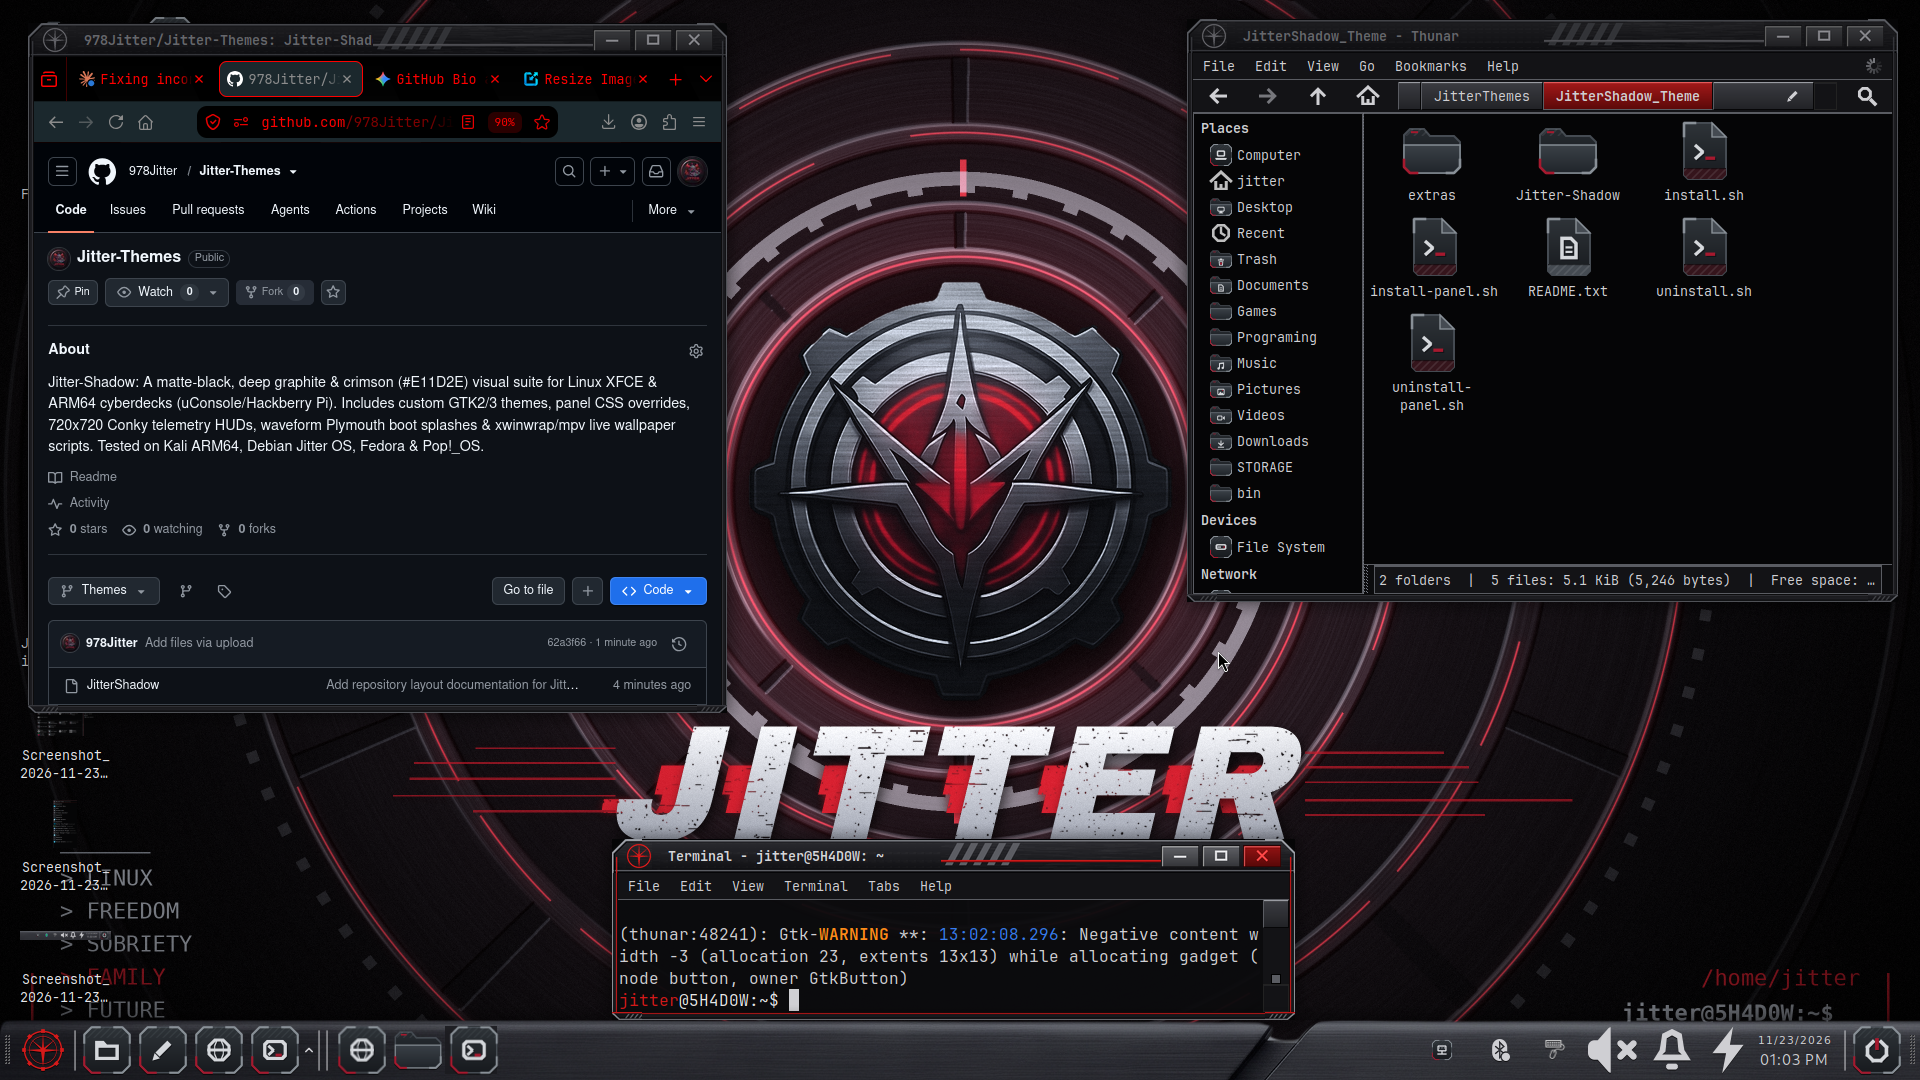 978Jitter/Jitter-Themes: Jitter-Shad
Fixing inco
978Jitter/J
GitHub Bio
Resize Imag
github.com/978Jitter/J
90%
978Jitter / Jitter-Themes
Code Issues Pull requests Agents Actions Projects Wiki More
Jitter-Themes Public
Pin Watch 0 Fork 0
About
Jitter-Shadow: A matte-black, deep graphite & crimson (#E11D2E) visual suite for Linux XFCE &
ARM64 cyberdecks (uConsole/Hackberry Pi). Includes custom GTK2/3 themes, panel CSS overrides,
720x720 Conky telemetry HUDs, waveform Plymouth boot splashes & xwinwrap/mpv live wallpaper
scripts. Tested on Kali ARM64, Debian Jitter OS, Fedora & Pop!_OS.
Readme
Activity
0 stars 0 watching 0 forks
Themes Go to file Code
978Jitter Add files via upload 62a3f66 · 1 minute ago
JitterShadow Add repository layout documentation for Jitt… 4 minutes ago
JitterShadow_Theme - Thunar
File Edit View Go Bookmarks Help
JitterThemes JitterShadow_Theme
Places
Computer
jitter
Desktop
Recent
Trash
Documents
Games
Programing
Music
Pictures
Videos
Downloads
STORAGE
bin
Devices
File System
Network
extras
Jitter-Shadow
install.sh
install-panel.sh
README.txt
uninstall.sh
uninstall-
panel.sh
2 folders | 5 files: 5.1 KiB (5,246 bytes) | Free space: …
JITTER
Screenshot_
2026-11-23…
Screenshot_
2026-11-23…
Screenshot_
2026-11-23…
> LINUX
> FREEDOM
> SOBRIETY
> FAMILY
> FUTURE
Terminal - jitter@5H4D0W: ~
File Edit View Terminal Tabs Help
(thunar:48241): Gtk-WARNING **: 13:02:08.296: Negative content w
idth -3 (allocation 23, extents 13x13) while allocating gadget (
node button, owner GtkButton)
jitter@5H4D0W:~$
/home/jitter
jitter@5H4D0W:~$
11/23/2026
01:03 PM